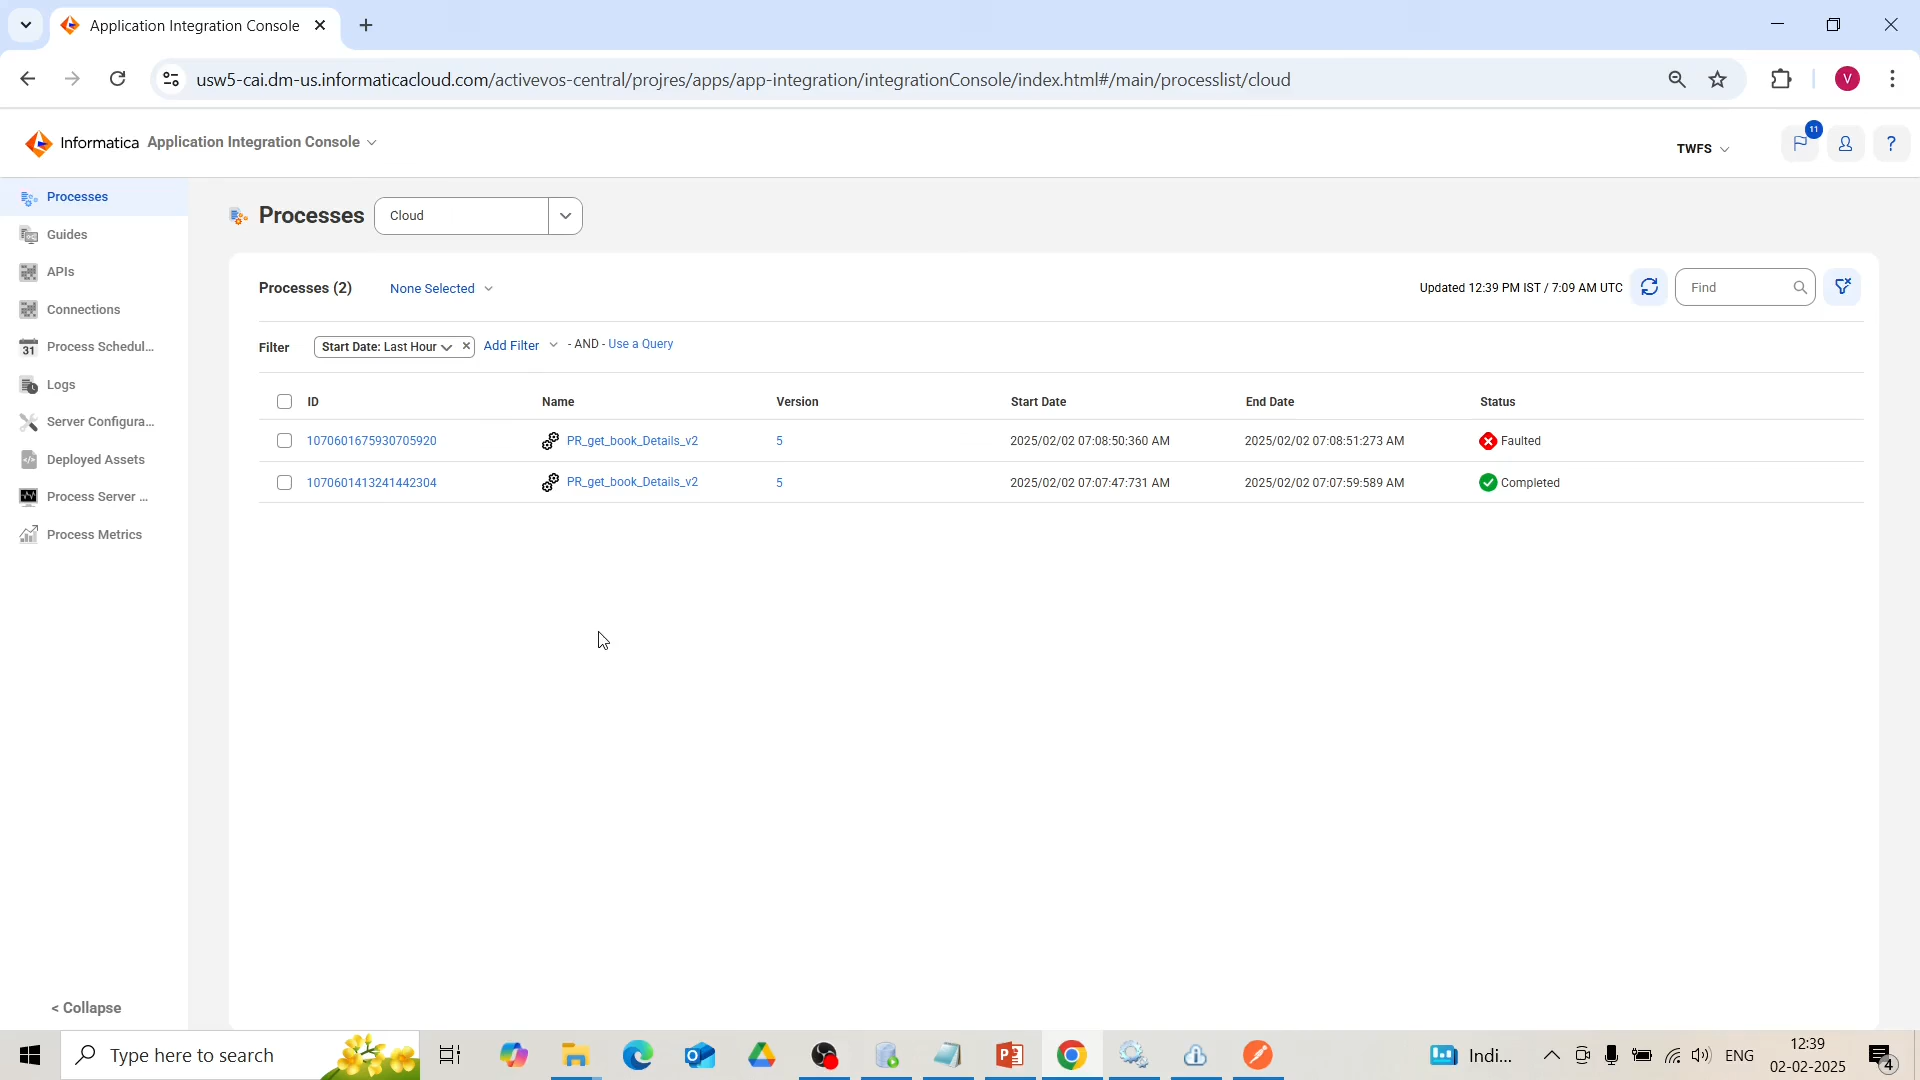 Application Integration Console
usw5-cai.dm-us.informaticacloud.com/activevos-central/projres/apps/app-integration/integrationConsole/index.html#/main/processlist/cloud
V
Informatica Application Integration Console
TWFS
11
?
Processes
Guides
APIs
Connections
31 Process Schedul...
Logs
Server Configura...
Deployed Assets
Process Server ...
Process Metrics
< Collapse
Processes Cloud
Processes (2) None Selected
Updated 12:39 PM IST / 7:09 AM UTC Find
Filter Start Date: Last Hour Add Filter - AND - Use a Query
ID Name Version Start Date End Date Status
1070601675930705920 PR_get_book_Details_v2 5 2025/02/02 07:08:50:360 AM 2025/02/02 07:08:51:273 AM Faulted
1070601413241442304 PR_get_book_Details_v2 5 2025/02/02 07:07:47:731 AM 2025/02/02 07:07:59:589 AM Completed
Type here to search
Indi...
ENG
12:39
02-02-2025
4